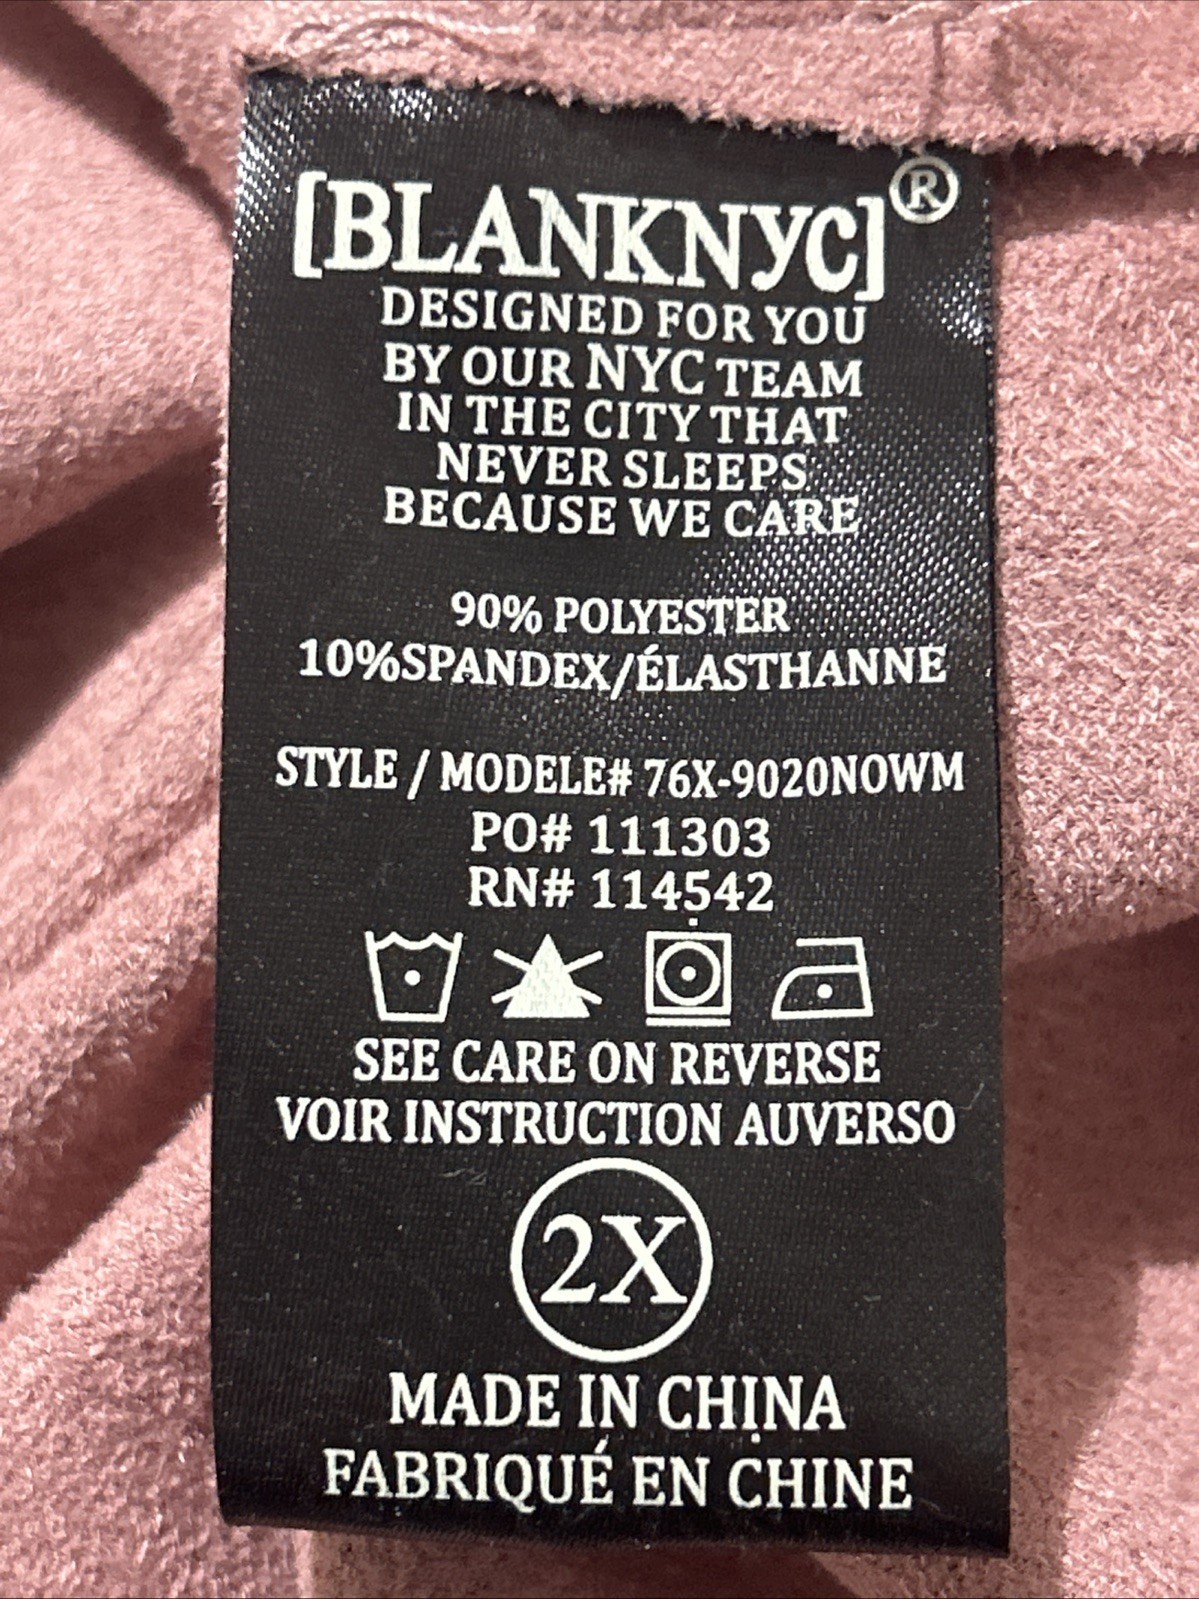 [BLANKNYC]®
DESIGNED FOR YOU
BY OUR NYC TEAM
IN THE CITY THAT
NEVER SLEEPS
BECAUSE WE CARE
90% POLYESTER
10%SPANDEX/ÉLASTHANNE
STYLE / MODELE# 76X-9020NOWM
PO# 111303
RN# 114542
SEE CARE ON REVERSE
VOIR INSTRUCTION AUVERSO
2X
MADE IN CHINA
FABRIQUÉ EN CHINE